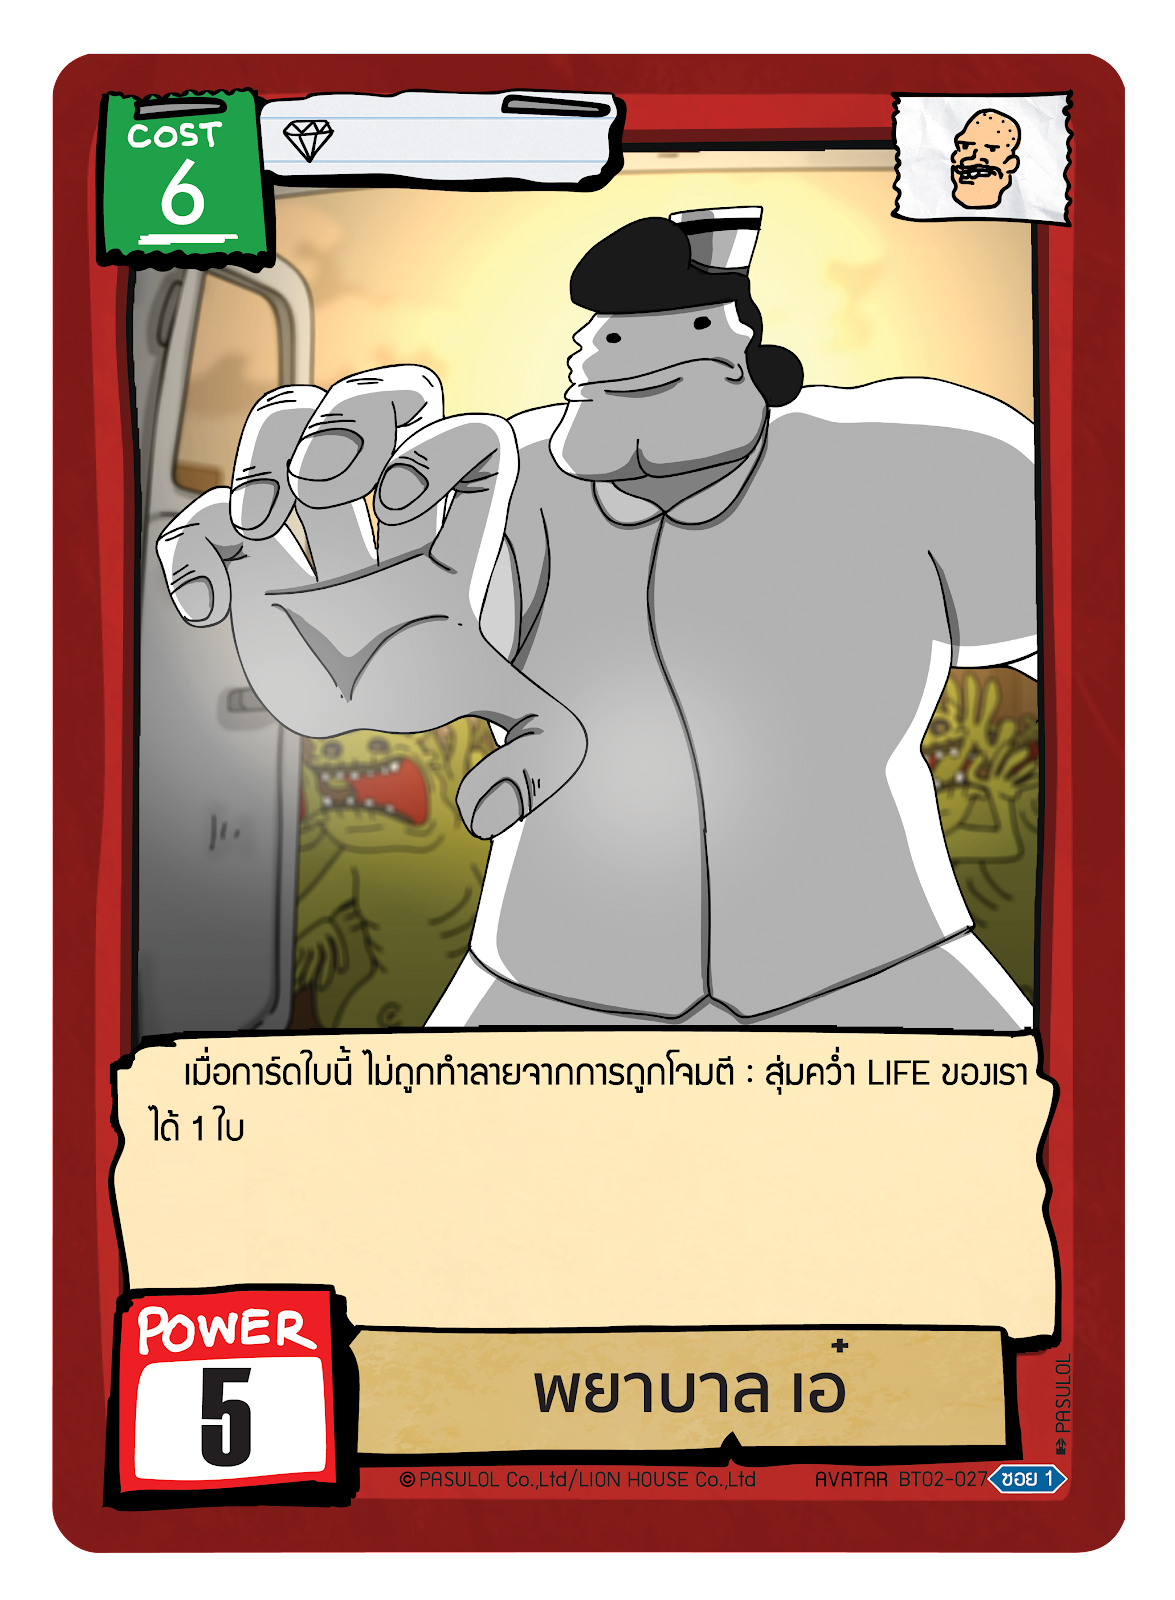 COST
6
เมื่อการ์ดใบนี้ ไม่ถูกทำลายจากการถูกโจมตี : สุ่มคว่ำ LIFE ของเรา
ได้ 1 ใบ
POWER
5
พยาบาล เอ๋
PASULOL
© PASULOL Co.,Ltd/LION HOUSE Co.,Ltd
AVATAR BT02-027
ซอย 1